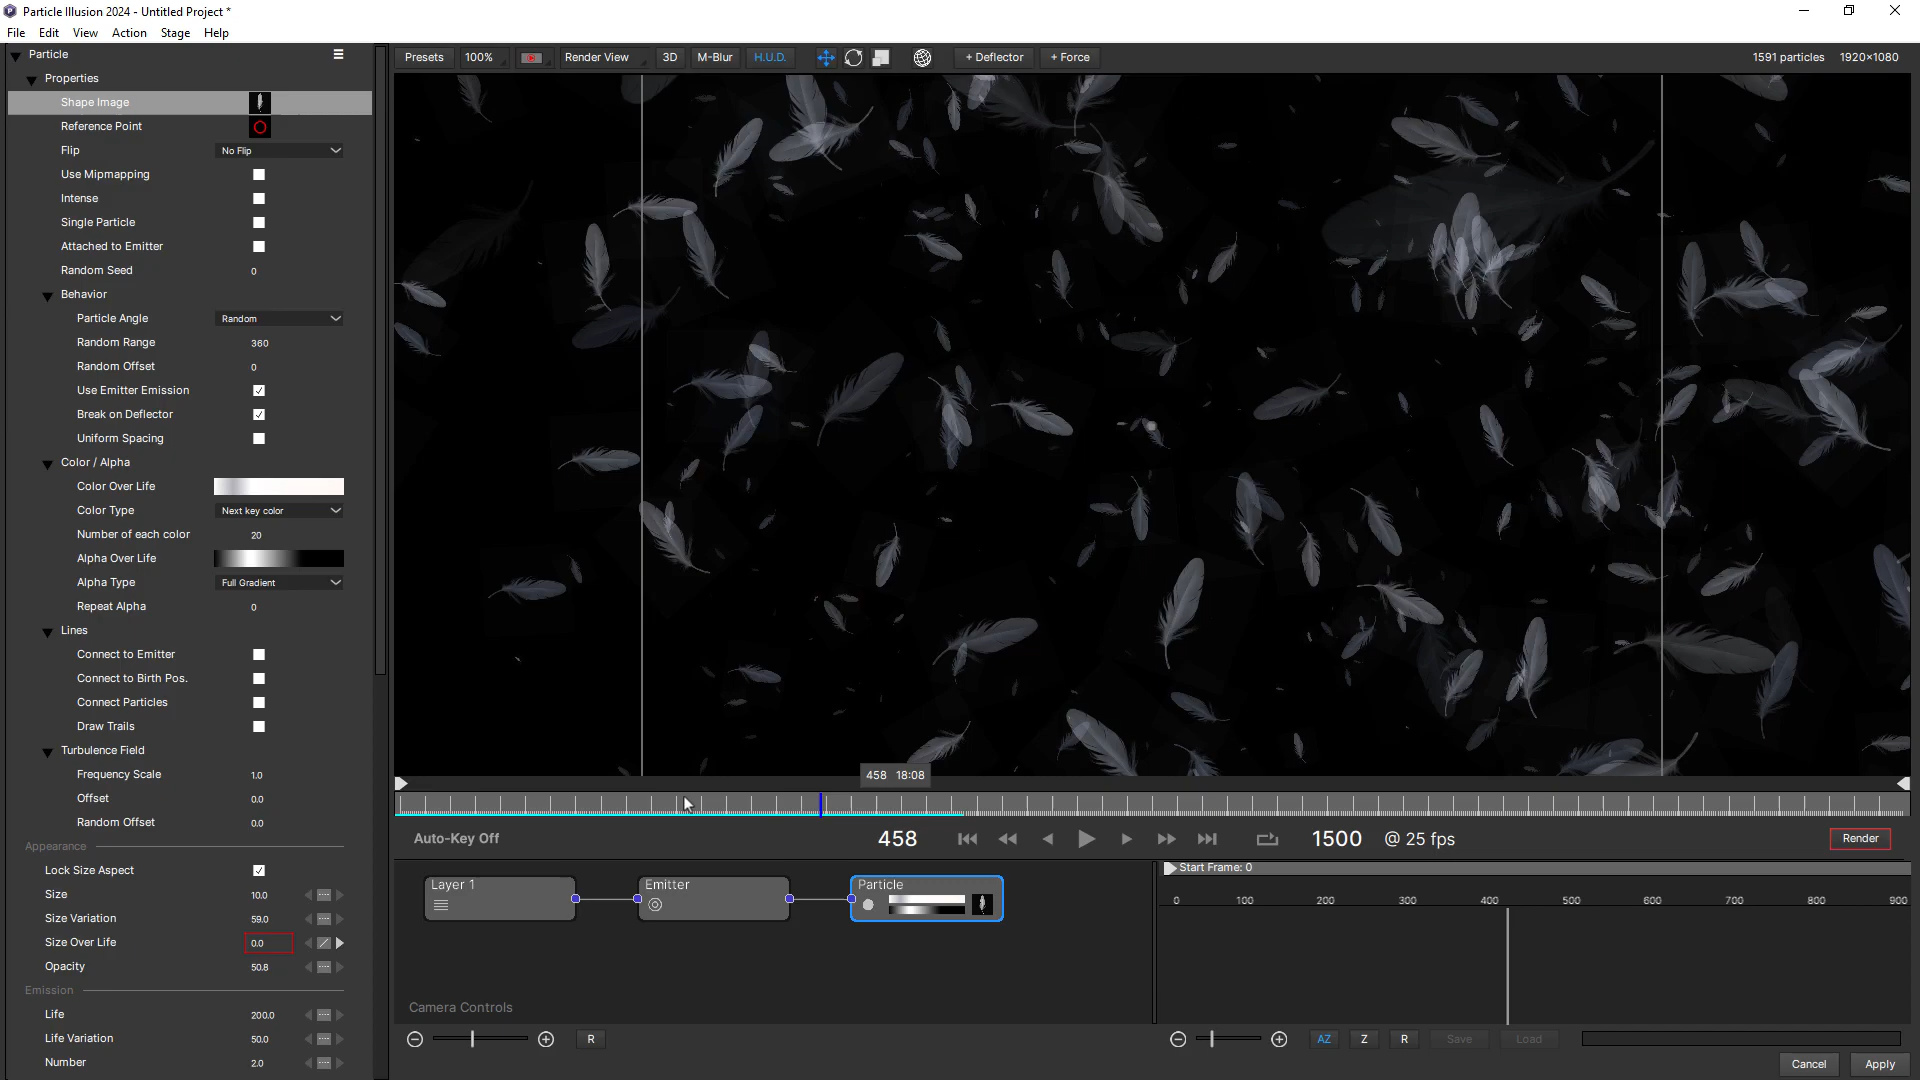 Particle Illusion 2024 - Untitled Project *
File Edit View Action Stage Help
Particle
Presets 100% Render View 3D M-Blur H.U.D. + Deflector + Force 1591 particles 1920×1080
Properties
Shape Image
Reference Point
Flip No Flip
Use Mipmapping
Intense
Single Particle
Attached to Emitter
Random Seed 0
Behavior
Particle Angle Random
Random Range 360
Random Offset 0
Use Emitter Emission
Break on Deflector
Uniform Spacing
Color / Alpha
Color Over Life
Color Type Next key color
Number of each color 20
Alpha Over Life
Alpha Type Full Gradient
Repeat Alpha 0
Lines
Connect to Emitter
Connect to Birth Pos.
Connect Particles
Draw Trails
Turbulence Field
Frequency Scale 1.0
Offset 0.0
Random Offset 0.0
Appearance
Lock Size Aspect
Size 10.0
Size Variation 59.0
Size Over Life 0.0
Opacity 50.8
Emission
Life 200.0
Life Variation 50.0
Number 2.0
458 18:08
Auto-Key Off 458 1500 @ 25 fps Render
Layer 1 Emitter Particle
Camera Controls
R
Start Frame: 0
0 100 200 300 400 500 600 700 800 900
AZ Z R Save Load
Cancel Apply